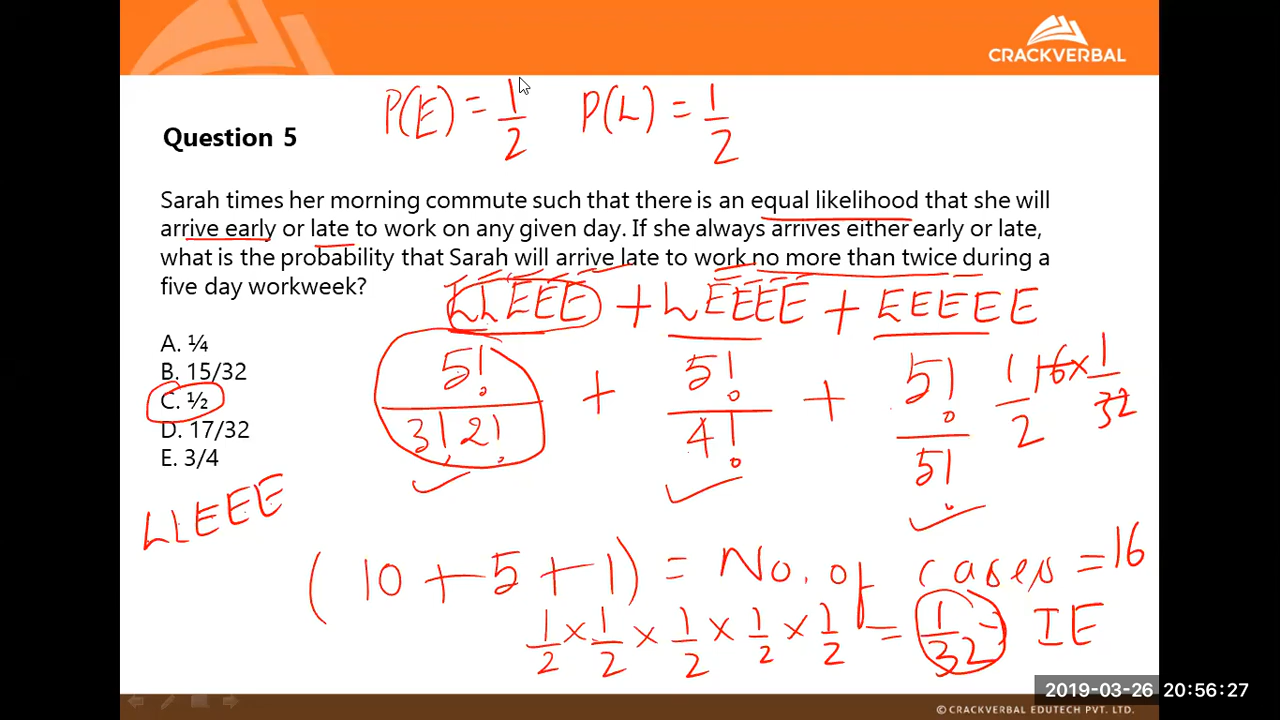 CRACKVERBAL
P(E) = 1/2 P(L) = 1/2
Question 5
Sarah times her morning commute such that there is an equal likelihood that she will
arrive early or late to work on any given day. If she always arrives either early or late,
what is the probability that Sarah will arrive late to work no more than twice during a
five day workweek?
LLEEE + LEEEE + EEEEE
A. ¼
B. 15/32
C. ½
D. 17/32
E. 3/4
5!/3!2! + 5!/4! + 5!/5! 1/2 16 × 1/32
LLEEE
(10 + 5 + 1) = No. of cases = 16
1/2 × 1/2 × 1/2 × 1/2 × 1/2 = 1/32 = IE
2019-03-26 20:56:27
© CRACKVERBAL EDUTECH PVT. LTD.